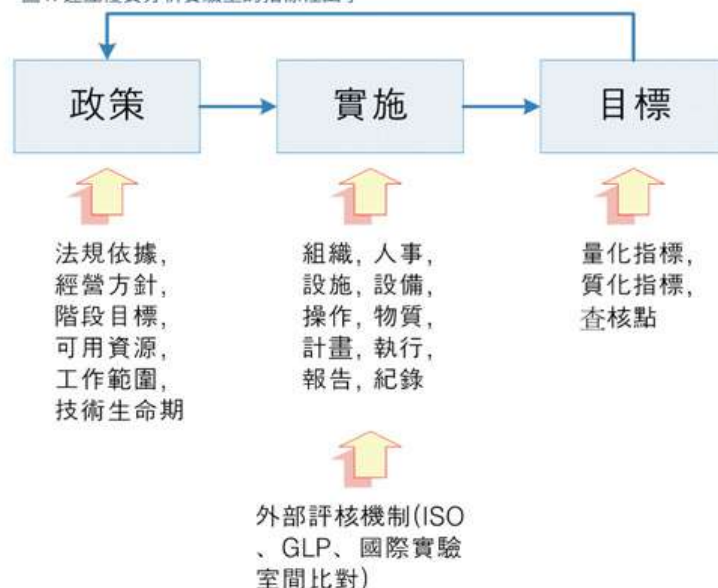 政策
實施
目標
法規依據,
經營方針,
階段目標,
可用資源,
工作範圍,
技術生命期
組織, 人事,
設施, 設備,
操作, 物質,
計畫, 執行,
報告, 紀錄
量化指標,
質化指標,
查核點
外部評核機制(ISO
、GLP、國際實驗
室間比對)